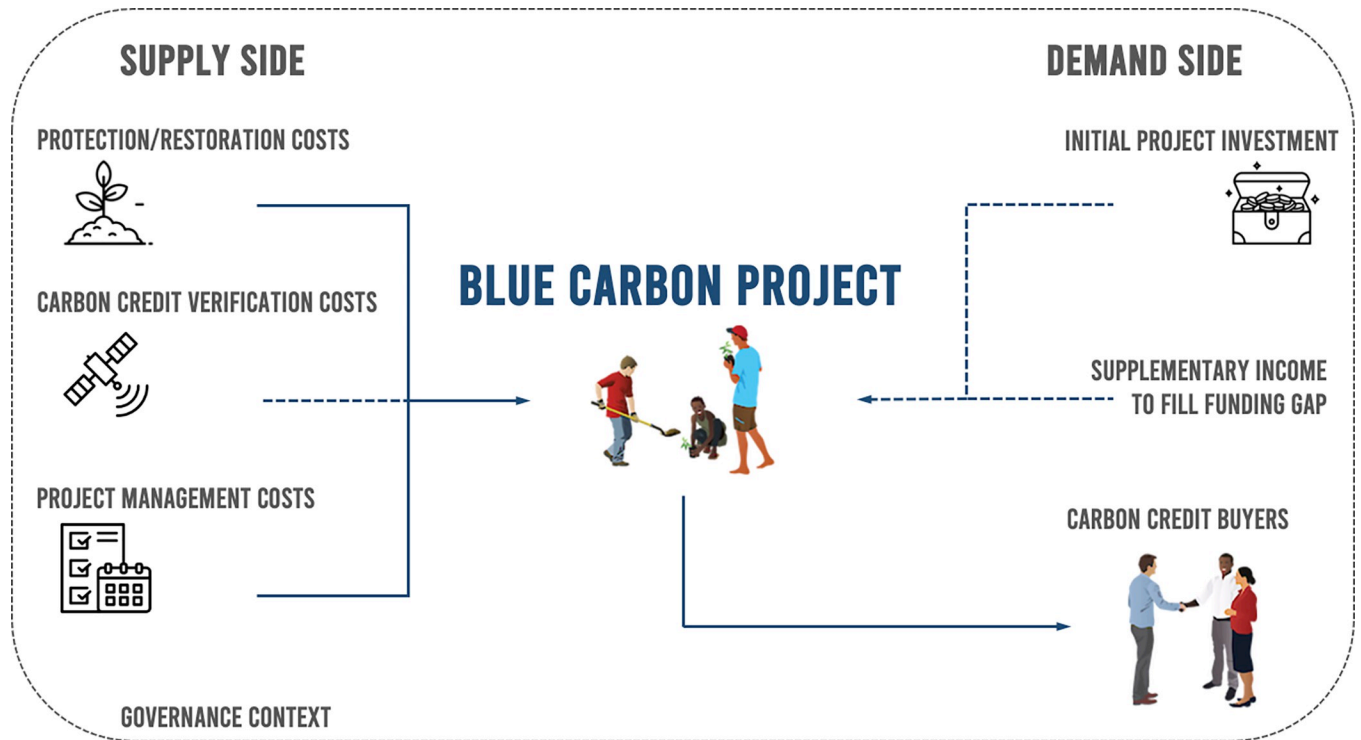 SUPPLY SIDE
DEMAND SIDE
PROTECTION/RESTORATION COSTS
INITIAL PROJECT INVESTMENT
BLUE CARBON PROJECT
CARBON CREDIT VERIFICATION COSTS
SUPPLEMENTARY INCOME
TO FILL FUNDING GAP
PROJECT MANAGEMENT COSTS
CARBON CREDIT BUYERS
GOVERNANCE CONTEXT